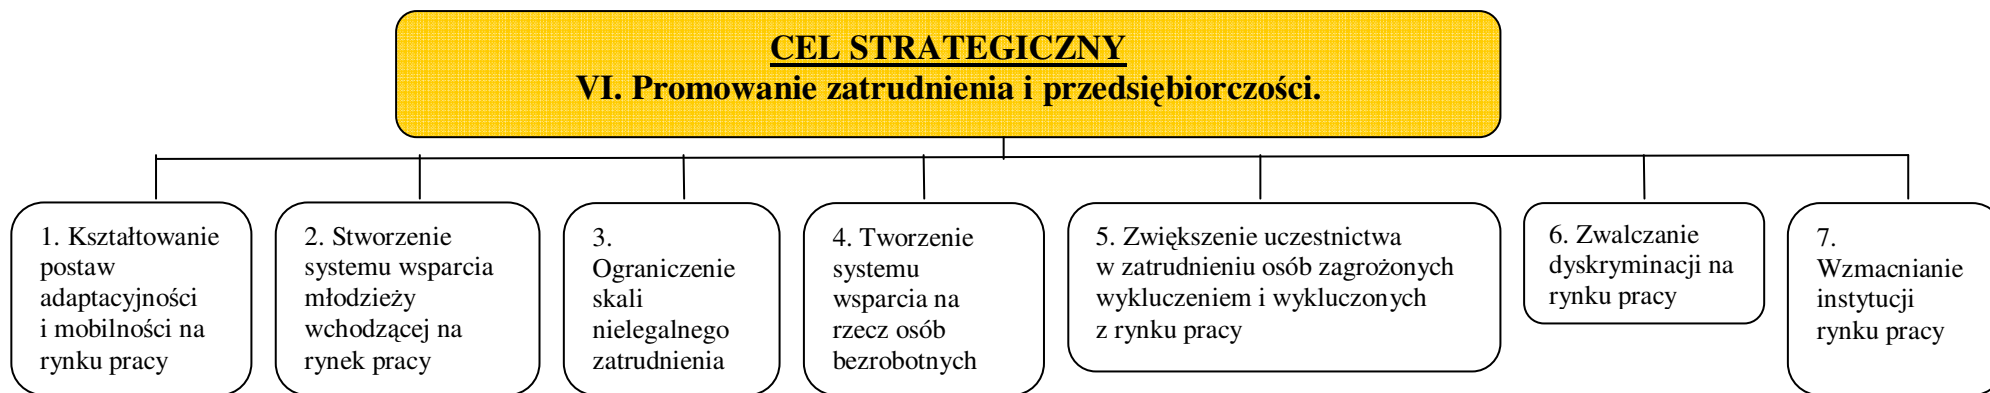 CEL STRATEGICZNY
VI. Promowanie zatrudnienia i przedsiębiorczości.
1. Kształtowanie
postaw
adaptacyjności
i mobilności na
rynku pracy
2. Stworzenie
systemu wsparcia
młodzieży
wchodzącej na
rynek pracy
3.
Ograniczenie
skali
nielegalnego
zatrudnienia
4. Tworzenie
systemu
wsparcia na
rzecz osób
bezrobotnych
5. Zwiększenie uczestnictwa
w zatrudnieniu osób zagrożonych
wykluczeniem i wykluczonych
z rynku pracy
6. Zwalczanie
dyskryminacji na
rynku pracy
7.
Wzmacnianie
instytucji
rynku pracy